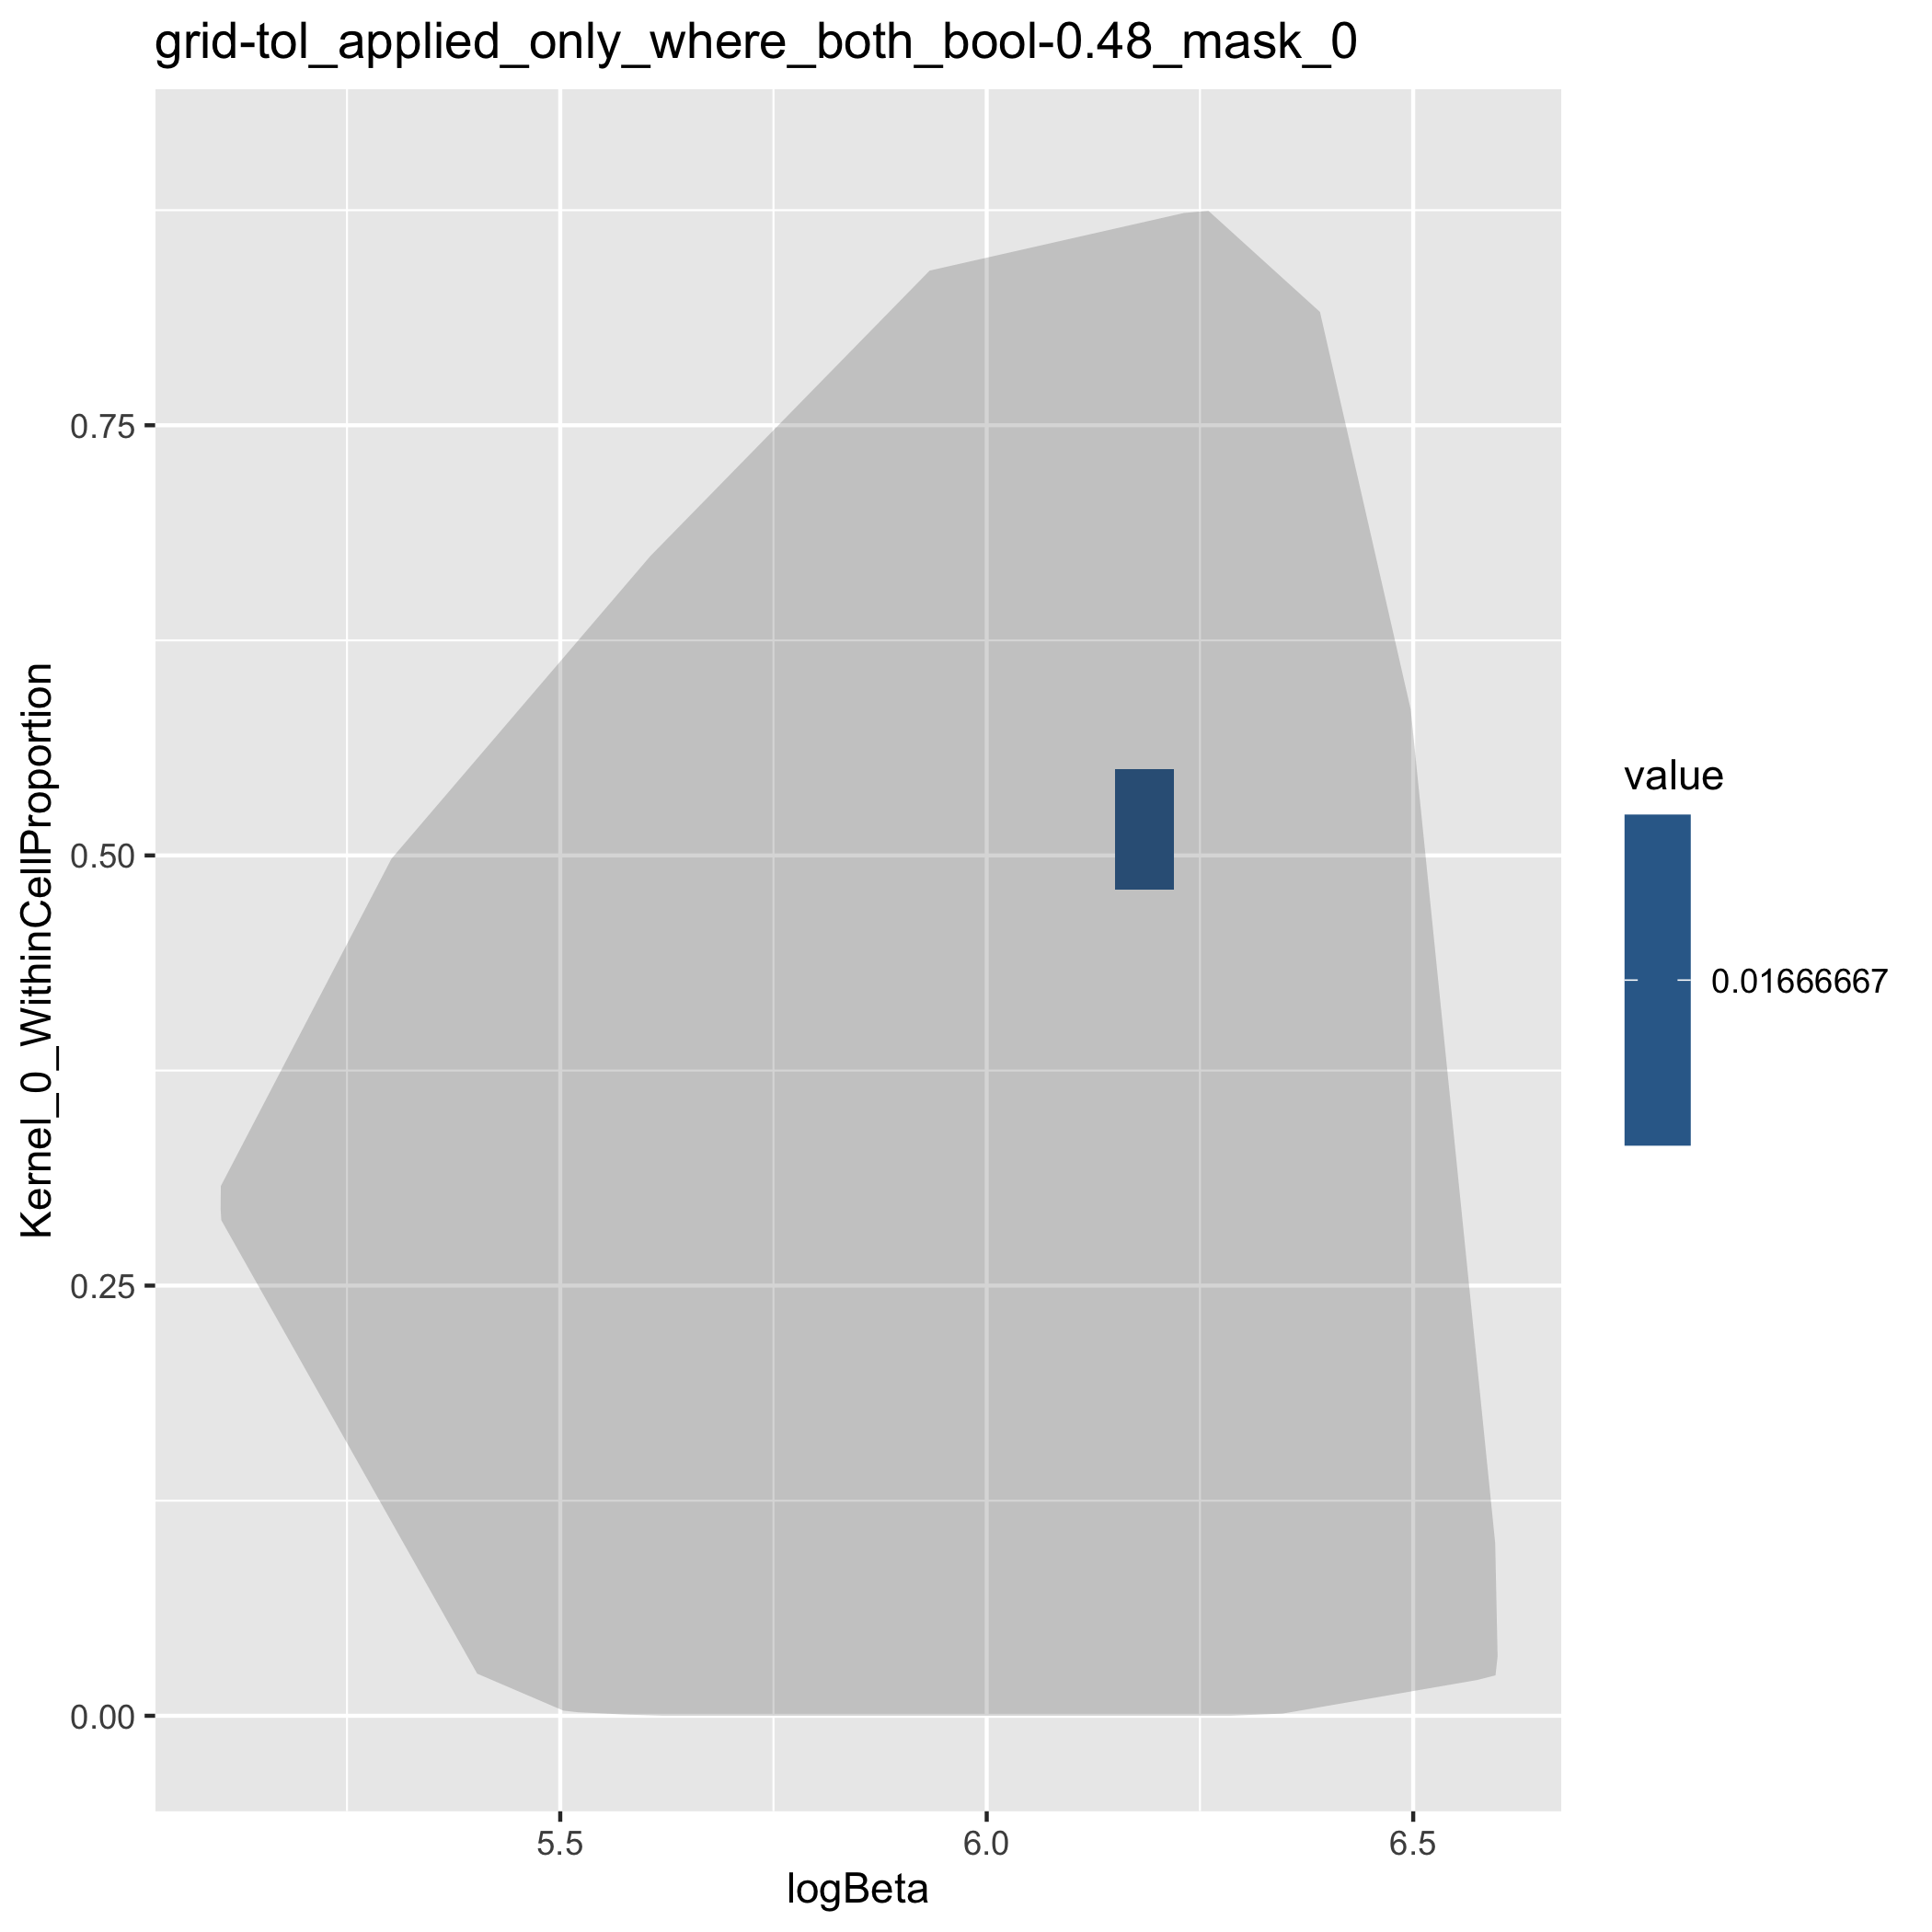 grid-tol_applied_only_where_both_bool-0.48_mask_0
Kernel_0_WithinCellProportion
0.75
0.50
0.25
0.00
5.5
6.0
6.5
logBeta
value
0.01666667